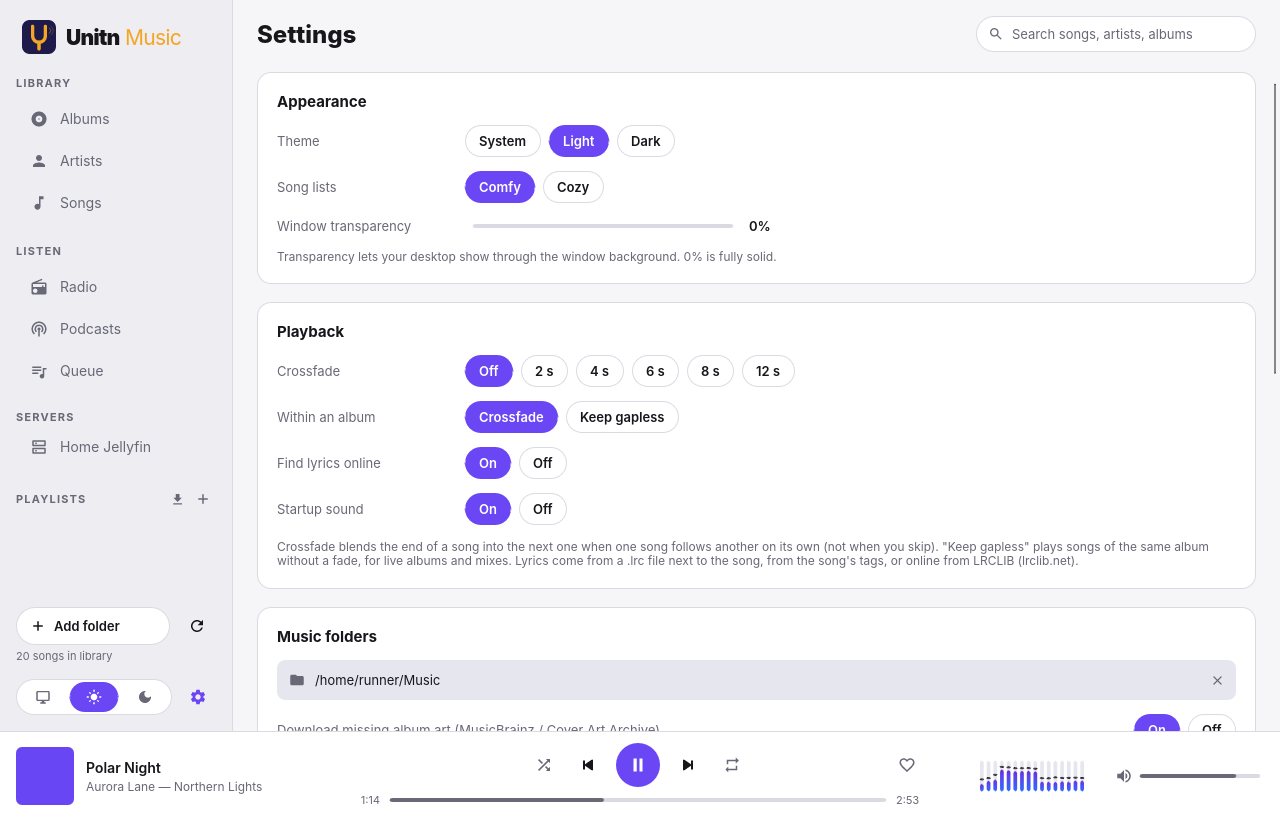 Unitn Music
LIBRARY
Albums
Artists
Songs
LISTEN
Radio
Podcasts
Queue
SERVERS
Home Jellyfin
PLAYLISTS
Add folder
20 songs in library
Settings
Search songs, artists, albums
Appearance
Theme
System
Light
Dark
Song lists
Comfy
Cozy
Window transparency
0%
Transparency lets your desktop show through the window background. 0% is fully solid.
Playback
Crossfade
Off
2 s
4 s
6 s
8 s
12 s
Within an album
Crossfade
Keep gapless
Find lyrics online
On
Off
Startup sound
On
Off
Crossfade blends the end of a song into the next one when one song follows another on its own (not when you skip). "Keep gapless" plays songs of the same album
without a fade, for live albums and mixes. Lyrics come from a .lrc file next to the song, from the song's tags, or online from LRCLIB (lrclib.net).
Music folders
/home/runner/Music
Download missing album art (MusicBrainz / Cover Art Archive)
On
Off
Polar Night
Aurora Lane — Northern Lights
1:14
2:53